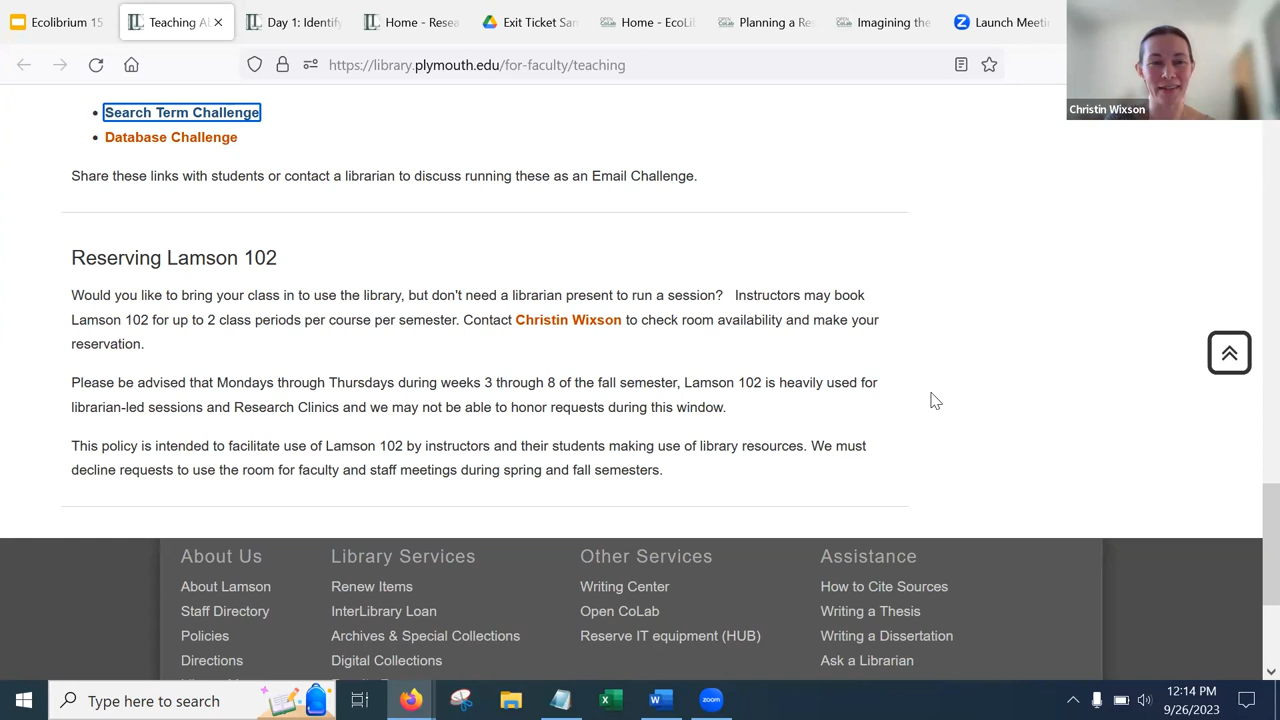 Ecolibrium 15
Teaching A
Day 1: Identify
Home - Resea
Exit Ticket Sam
Home - EcoLi
Planning a Re
Imagining the
Launch Meeti
https://library.plymouth.edu/for-faculty/teaching
Christin Wixson
Search Term Challenge
Database Challenge
Share these links with students or contact a librarian to discuss running these as an Email Challenge.
Reserving Lamson 102
Would you like to bring your class in to use the library, but don't need a librarian present to run a session? Instructors may book
Lamson 102 for up to 2 class periods per course per semester. Contact Christin Wixson to check room availability and make your
reservation.
Please be advised that Mondays through Thursdays during weeks 3 through 8 of the fall semester, Lamson 102 is heavily used for
librarian-led sessions and Research Clinics and we may not be able to honor requests during this window.
This policy is intended to facilitate use of Lamson 102 by instructors and their students making use of library resources. We must
decline requests to use the room for faculty and staff meetings during spring and fall semesters.
About Us
About Lamson
Staff Directory
Policies
Directions
Library Services
Renew Items
InterLibrary Loan
Archives & Special Collections
Digital Collections
Other Services
Writing Center
Open CoLab
Reserve IT equipment (HUB)
Assistance
How to Cite Sources
Writing a Thesis
Writing a Dissertation
Ask a Librarian
Type here to search
12:14 PM
9/26/2023